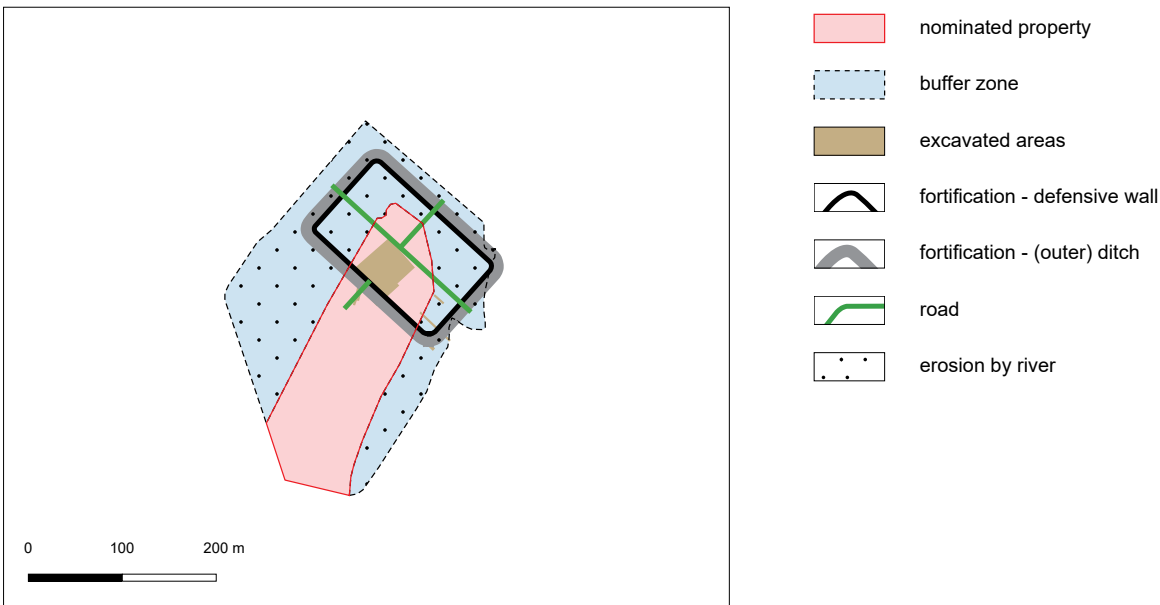 nominated property
buffer zone
excavated areas
fortification - defensive wall
fortification - (outer) ditch
road
erosion by river
0 100 200 m